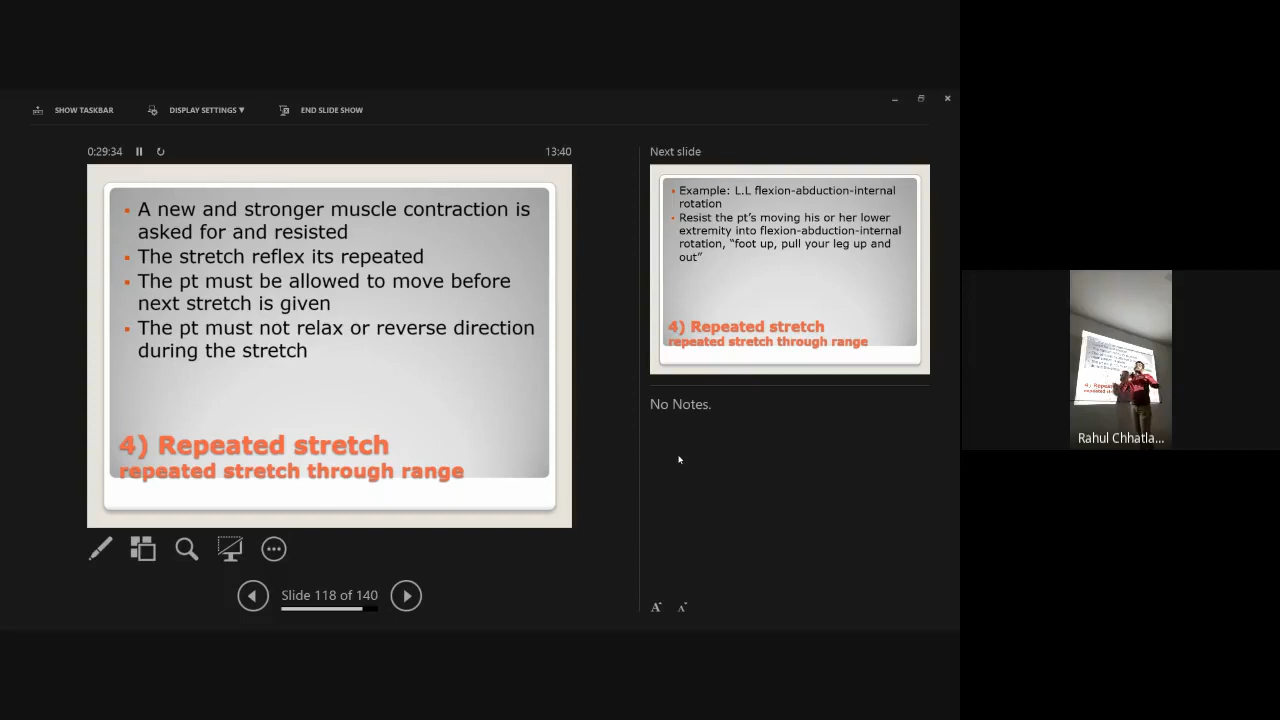 SHOW TASKBAR DISPLAY SETTINGS ▼ END SLIDE SHOW
0:29:34 13:40
• A new and stronger muscle contraction is
asked for and resisted
• The stretch reflex its repeated
• The pt must be allowed to move before
next stretch is given
• The pt must not relax or reverse direction
during the stretch
4) Repeated stretch
repeated stretch through range
Slide 118 of 140
Next slide
• Example: L.L flexion-abduction-internal
rotation
• Resist the pt's moving his or her lower
extremity into flexion-abduction-internal
rotation, “foot up, pull your leg up and
out”
4) Repeated stretch
repeated stretch through range
No Notes.
A A
Rahul Chhatla...